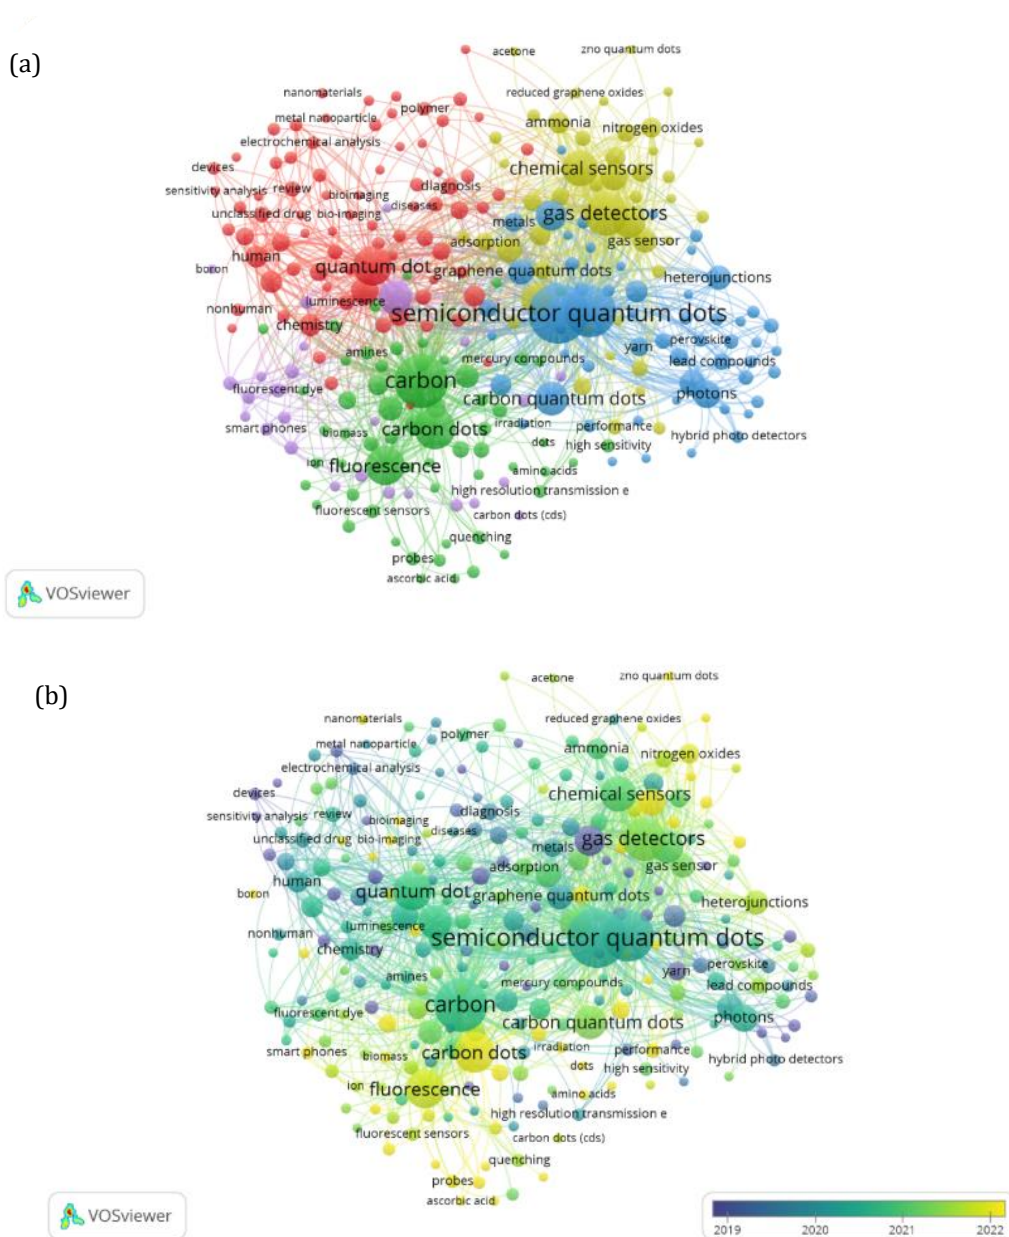 (a)
acetone
zno quantum dots
nanomaterials
reduced graphene oxides
metal nanoparticle
polymer
ammonia
nitrogen oxides
electrochemical analysis
devices
chemical sensors
sensitivity analysis
review
bioimaging
diagnosis
unclassified drug
bio-imaging
diseases
metals
gas detectors
human
adsorption
gas sensor
boron
quantum dot
graphene quantum dots
heterojunctions
nonhuman
luminescence
semiconductor quantum dots
chemistry
amines
mercury compounds
yarn
perovskite
lead compounds
carbon
fluorescent dye
carbon quantum dots
photons
smart phones
biomass
carbon dots
irradiation
performance
dots
high sensitivity
hybrid photo detectors
ion
fluorescence
amino acids
high resolution transmission e
fluorescent sensors
carbon dots (cds)
quenching
probes
ascorbic acid
VOSviewer
(b)
acetone
zno quantum dots
nanomaterials
reduced graphene oxides
metal nanoparticle
polymer
ammonia
nitrogen oxides
electrochemical analysis
devices
chemical sensors
sensitivity analysis
review
bioimaging
diagnosis
unclassified drug
bio-imaging
diseases
metals
gas detectors
human
adsorption
gas sensor
boron
quantum dot
graphene quantum dots
heterojunctions
nonhuman
luminescence
semiconductor quantum dots
chemistry
amines
mercury compounds
yarn
perovskite
lead compounds
carbon
fluorescent dye
carbon quantum dots
photons
smart phones
biomass
carbon dots
irradiation
performance
dots
high sensitivity
hybrid photo detectors
ion
fluorescence
amino acids
high resolution transmission e
fluorescent sensors
carbon dots (cds)
quenching
probes
ascorbic acid
VOSviewer
2019
2020
2021
2022